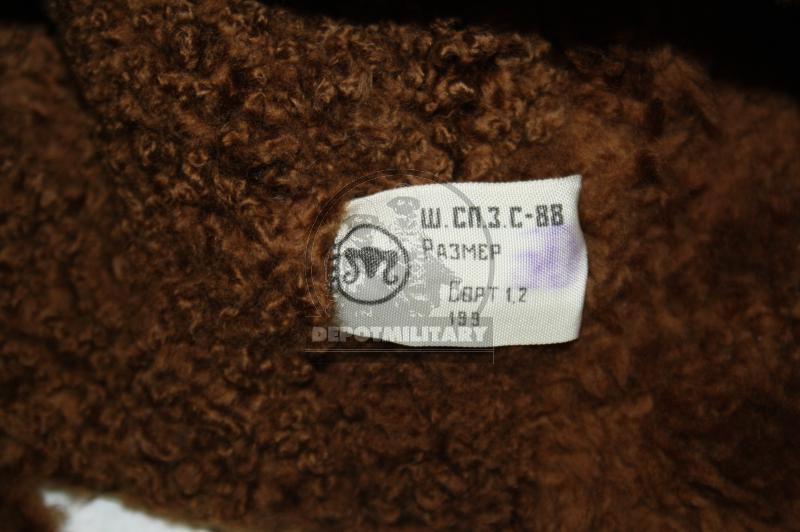 Ш.СП.З.С-88
РАЗМЕР
СОРТ 1,2
199
DEPOTMILITARY